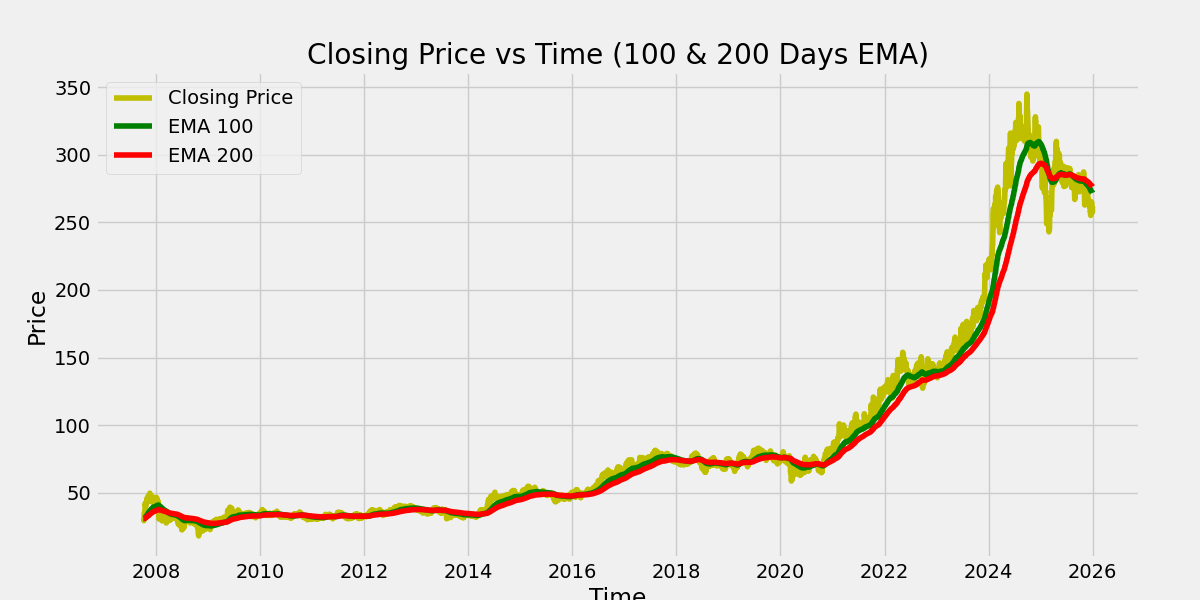 Closing Price vs Time (100 & 200 Days EMA)
Closing Price
EMA 100
EMA 200
350
300
250
200
150
100
50
Price
2008 2010 2012 2014 2016 2018 2020 2022 2024 2026
Time